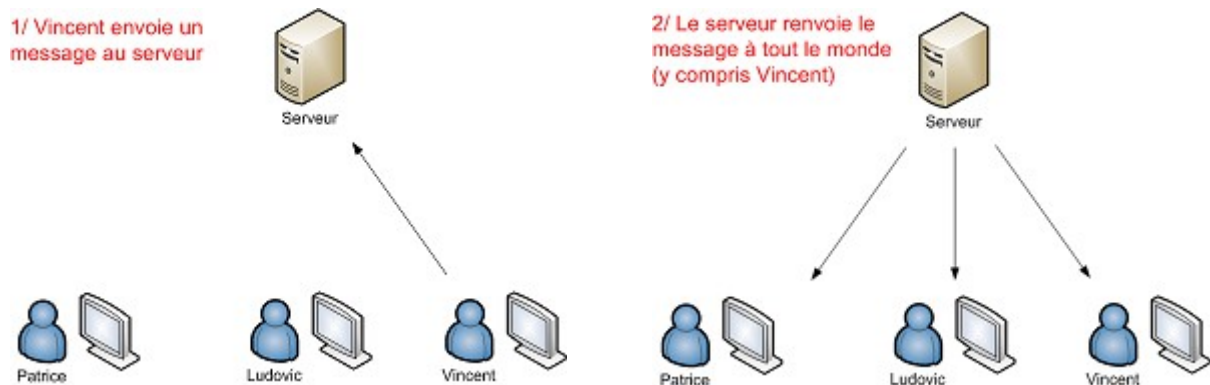 1/ Vincent envoie un
message au serveur
Serveur
Patrice
Ludovic
Vincent
2/ Le serveur renvoie le
message à tout le monde
(y compris Vincent)
Serveur
Patrice
Ludovic
Vincent